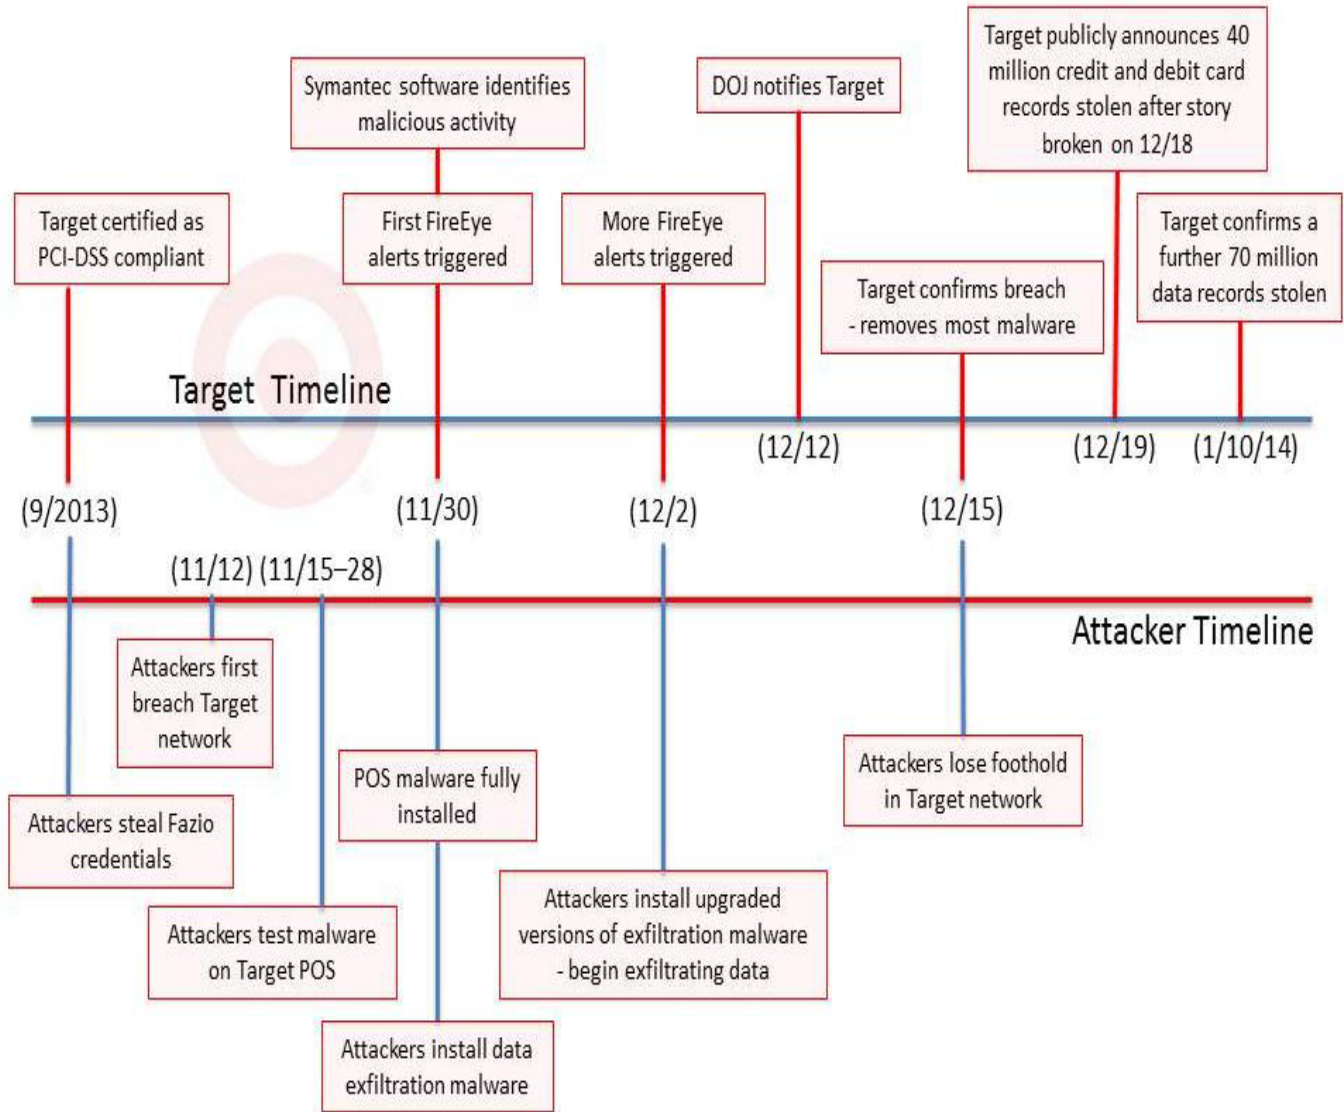 Target publicly announces 40
million credit and debit card
records stolen after story
broken on 12/18
Symantec software identifies
malicious activity
DOJ notifies Target
Target certified as
PCI-DSS compliant
First FireEye
alerts triggered
More FireEye
alerts triggered
Target confirms breach
- removes most malware
Target confirms a
further 70 million
data records stolen
Target Timeline
(12/12)
(12/19)
(1/10/14)
(9/2013)
(11/30)
(12/2)
(12/15)
(11/12)
(11/15–28)
Attacker Timeline
Attackers first
breach Target
network
Attackers steal Fazio
credentials
Attackers test malware
on Target POS
POS malware fully
installed
Attackers install data
exfiltration malware
Attackers install upgraded
versions of exfiltration malware
- begin exfiltrating data
Attackers lose foothold
in Target network